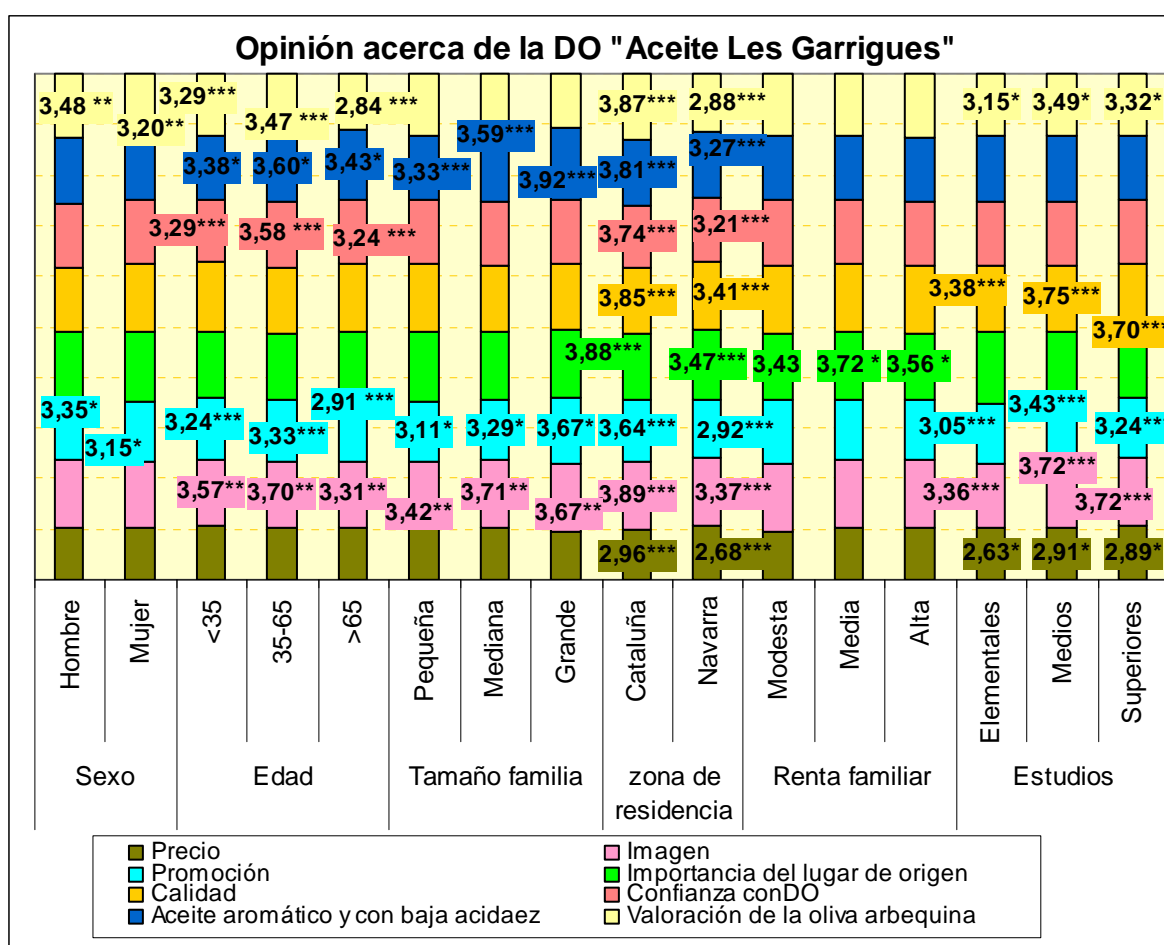 Opinión acerca de la DO "Aceite Les Garrigues"
3,48 ** 3,20** 3,29*** 3,47 *** 2,84 *** 3,87*** 2,88*** 3,15* 3,49* 3,32*
3,38* 3,60* 3,43* 3,33*** 3,59*** 3,92*** 3,81*** 3,27***
3,29*** 3,58 *** 3,24 *** 3,74*** 3,21***
3,85*** 3,41*** 3,38*** 3,75*** 3,70***
3,88*** 3,47*** 3,43 3,72 * 3,56 *
3,35* 3,15* 3,24*** 3,33*** 2,91 *** 3,11* 3,29* 3,67* 3,64*** 2,92*** 3,05*** 3,43*** 3,24***
3,57** 3,70** 3,31** 3,42** 3,71** 3,67** 3,89*** 3,37*** 3,36*** 3,72*** 3,72***
2,96*** 2,68*** 2,63* 2,91* 2,89*
Hombre Mujer <35 35-65 >65 Pequeña Mediana Grande Cataluña Navarra Modesta Media Alta Elementales Medios Superiores
Sexo Edad Tamaño familia zona de residencia Renta familiar Estudios
Precio Imagen
Promoción Importancia del lugar de origen
Calidad Confianza conDO
Aceite aromático y con baja acidaez Valoración de la oliva arbequina